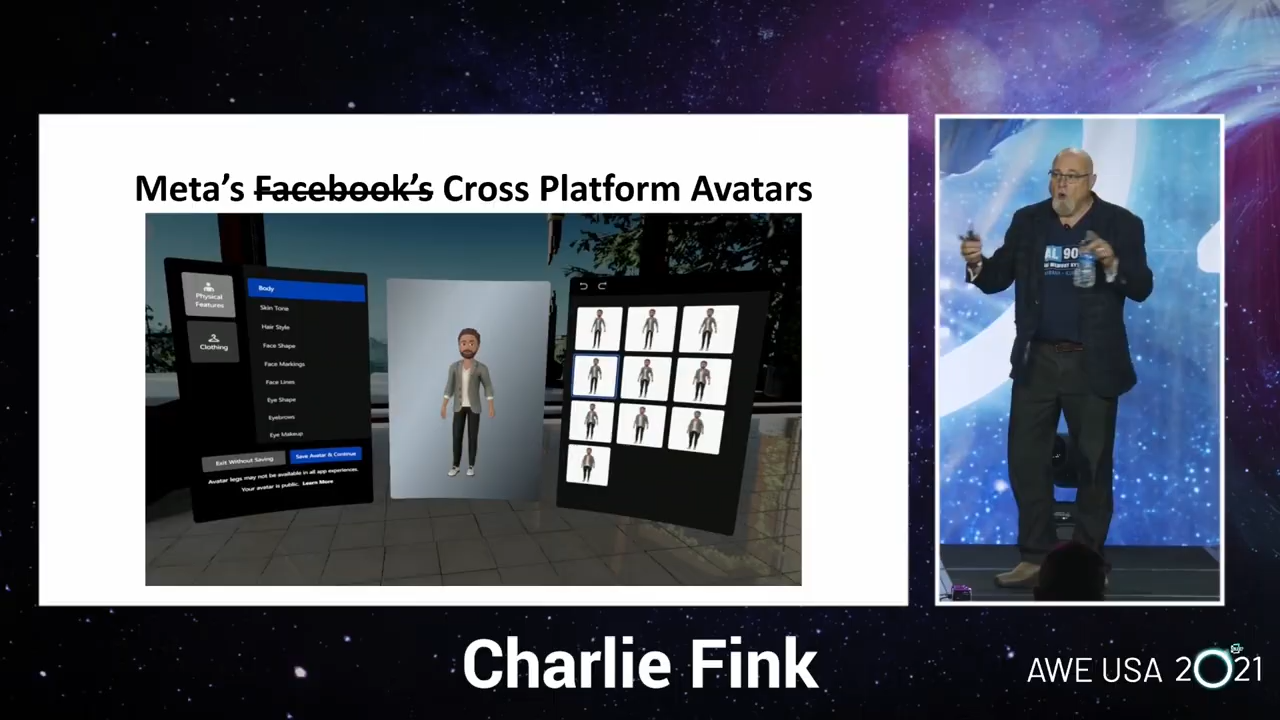 Meta's Facebook's Cross Platform Avatars
Physical
Features
Clothing
Body
Skin Tone
Hair Style
Face Shape
Face Markings
Face Lines
Eye Shape
Eyebrows
Eye Makeup
Exit Without Saving
Save Avatar & Continue
Avatar legs may not be available in all app experiences.
Your avatar is public. Learn More
AL 90
Charlie Fink
AWE USA 2021